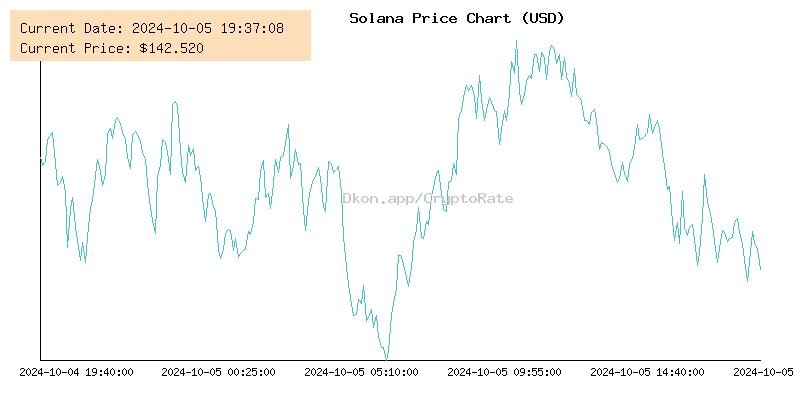 Solana Price Chart (USD)
Current Date: 2024-10-05 19:37:08
Current Price: $142.520
Dkon.app/CryptoRate
2024-10-04 19:40:00 2024-10-05 00:25:00 2024-10-05 05:10:00 2024-10-05 09:55:00 2024-10-05 14:40:00 2024-10-05